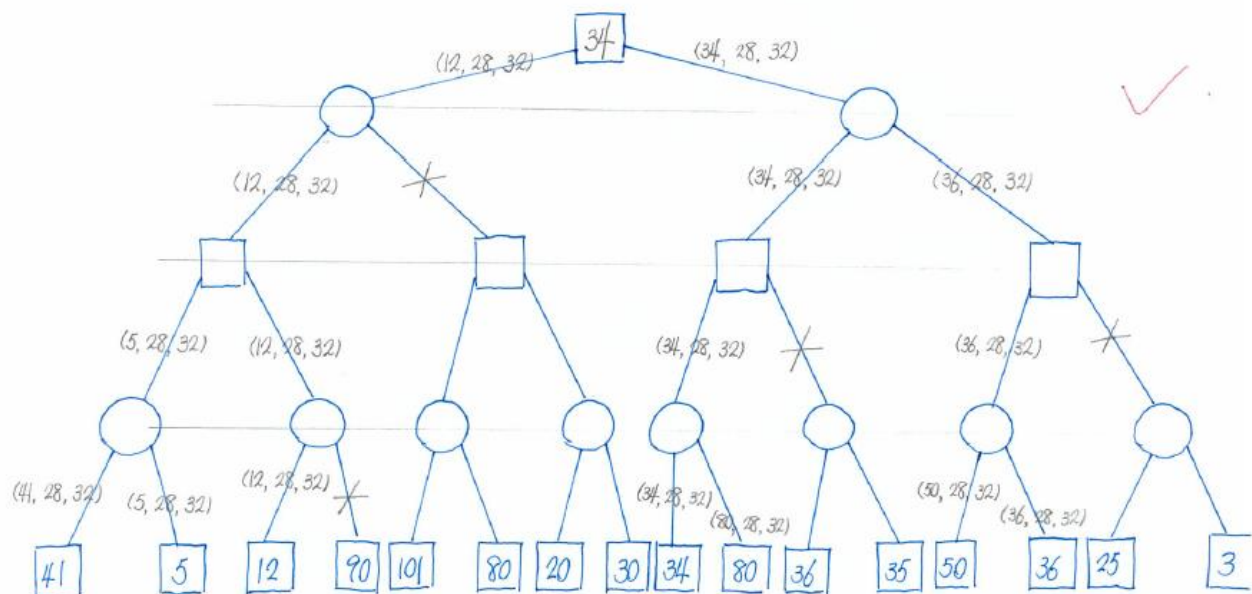 34
(12, 28, 32) (34, 28, 32)
(12, 28, 32) (34, 28, 32) (36, 28, 32)
(5, 28, 32) (12, 28, 32) (34, 28, 32) (36, 28, 32)
(41, 28, 32) (5, 28, 32) (12, 28, 32) (34, 28, 32) (80, 28, 32) (50, 28, 32) (36, 28, 32)
41 5 12 90 101 80 20 30 34 80 36 35 50 36 25 3